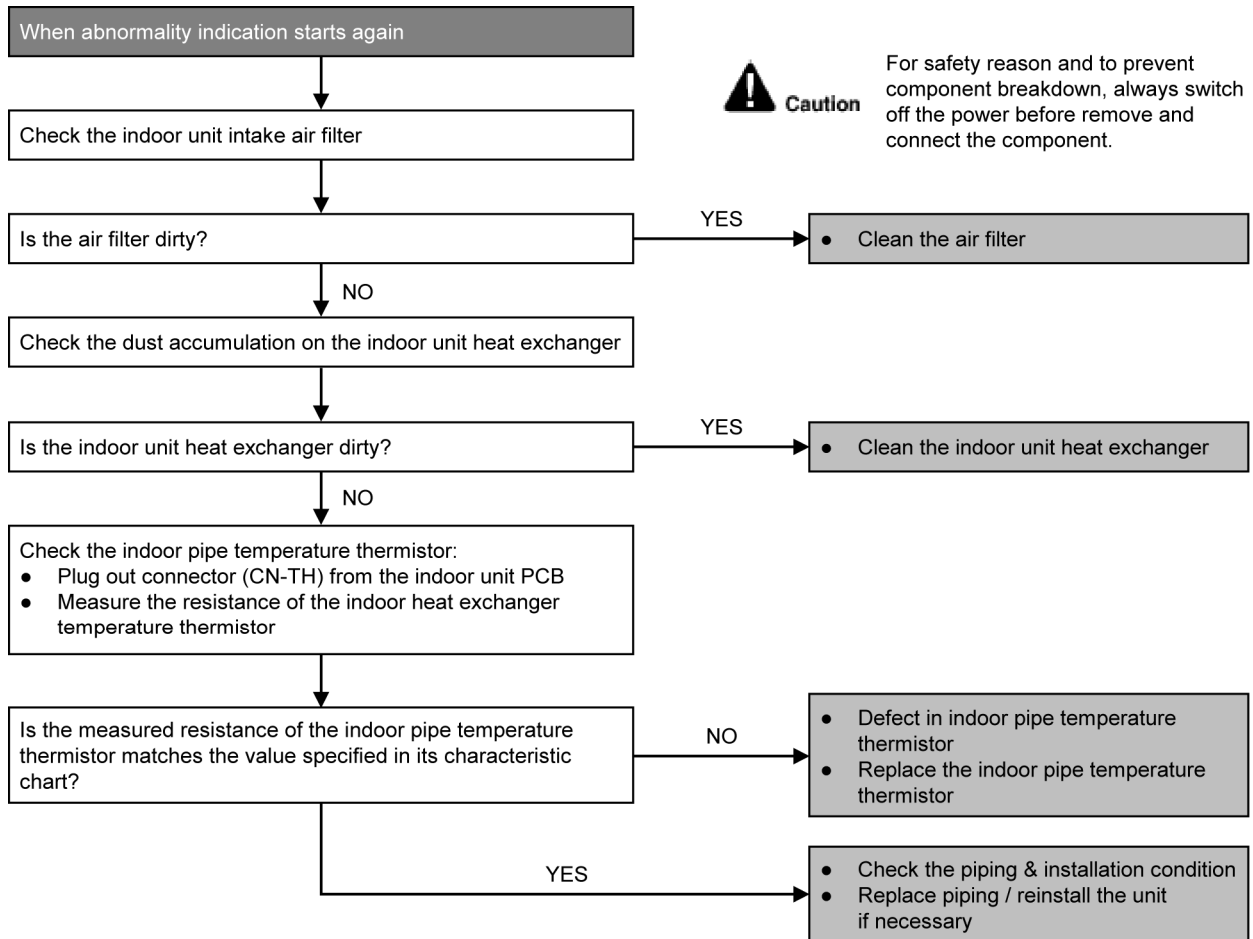 When abnormality indication starts again
Caution
For safety reason and to prevent
component breakdown, always switch
off the power before remove and
connect the component.
Check the indoor unit intake air filter
Is the air filter dirty?
YES
● Clean the air filter
NO
Check the dust accumulation on the indoor unit heat exchanger
Is the indoor unit heat exchanger dirty?
YES
● Clean the indoor unit heat exchanger
NO
Check the indoor pipe temperature thermistor:
● Plug out connector (CN-TH) from the indoor unit PCB
● Measure the resistance of the indoor heat exchanger
temperature thermistor
Is the measured resistance of the indoor pipe temperature
thermistor matches the value specified in its characteristic
chart?
NO
● Defect in indoor pipe temperature
thermistor
● Replace the indoor pipe temperature
thermistor
YES
● Check the piping & installation condition
● Replace piping / reinstall the unit
if necessary